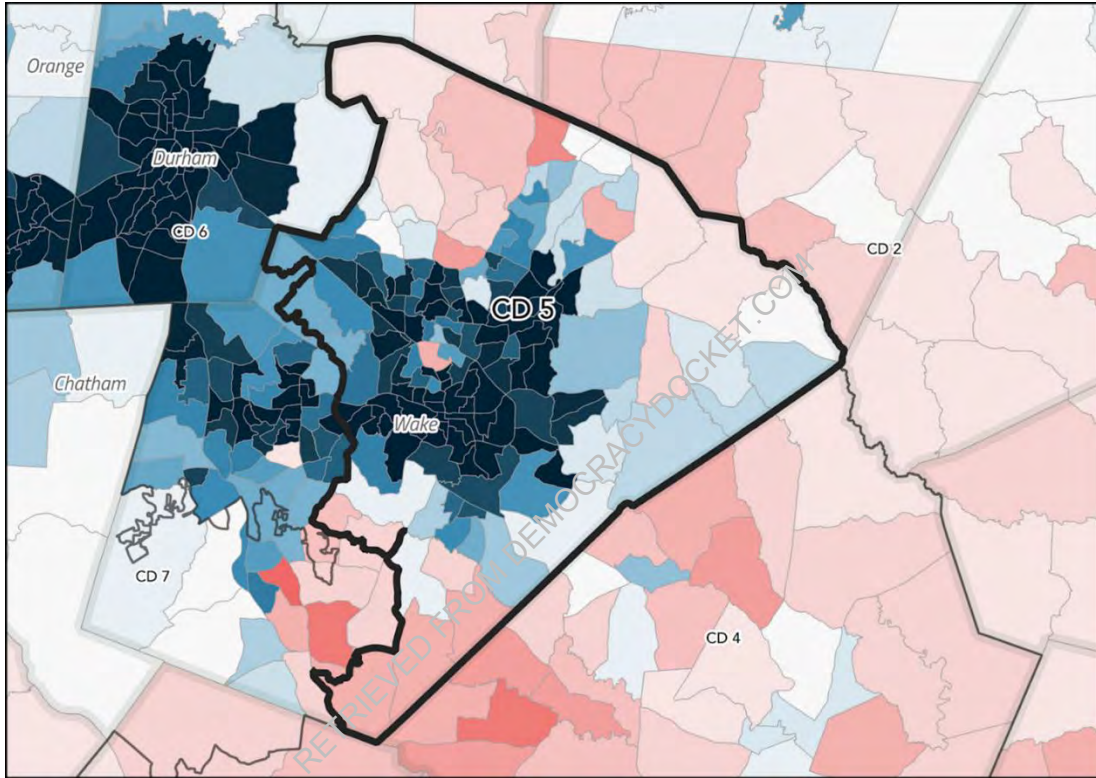 Orange
Durham
CD 6
CD 2
CD 5
Chatham
Wake
CD 7
CD 4
RETRIEVED FROM DEMOCRACYDOCKET.COM